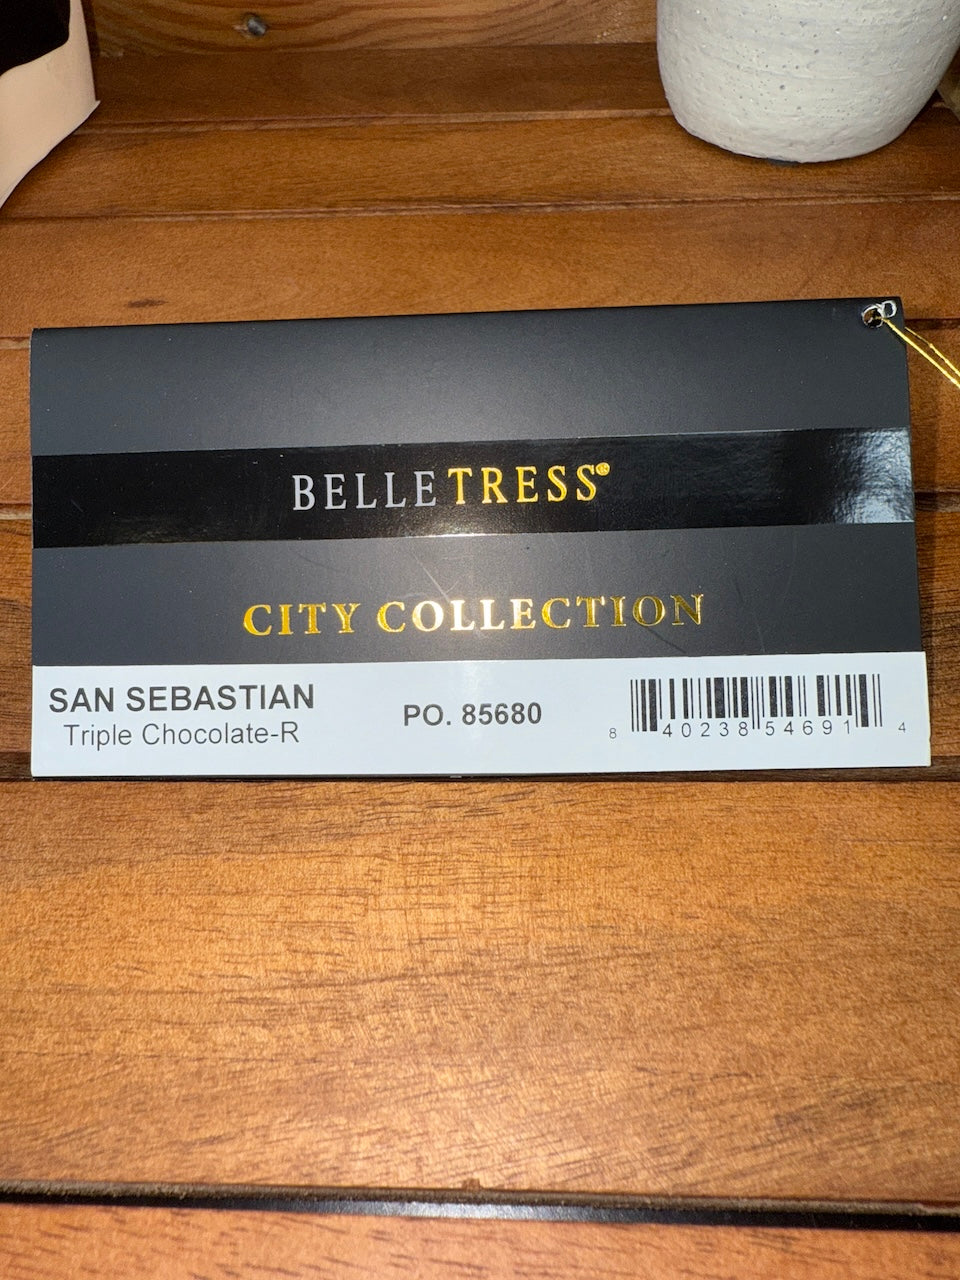 BELLETRESS®
CITY COLLECTION
SAN SEBASTIAN
Triple Chocolate-R
PO. 85680
8 40238 54691 4